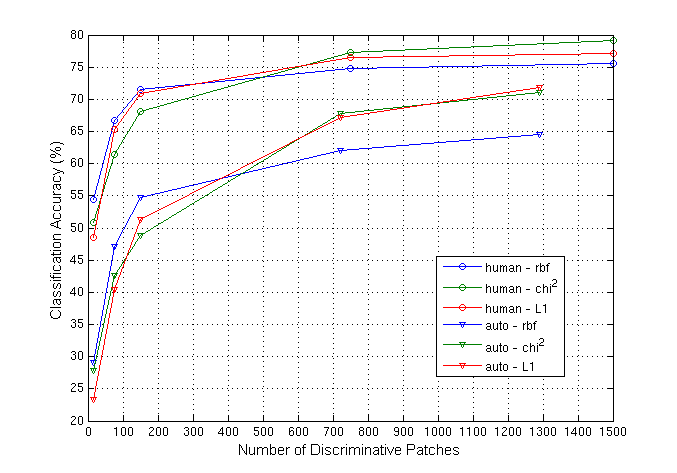 80
75
70
65
60
55
50
45
40
35
30
25
20
Classification Accuracy (%)
human - rbf
human - chi²
human - L1
auto - rbf
auto - chi²
auto - L1
0 100 200 300 400 500 600 700 800 900 1000 1100 1200 1300 1400 1500
Number of Discriminative Patches